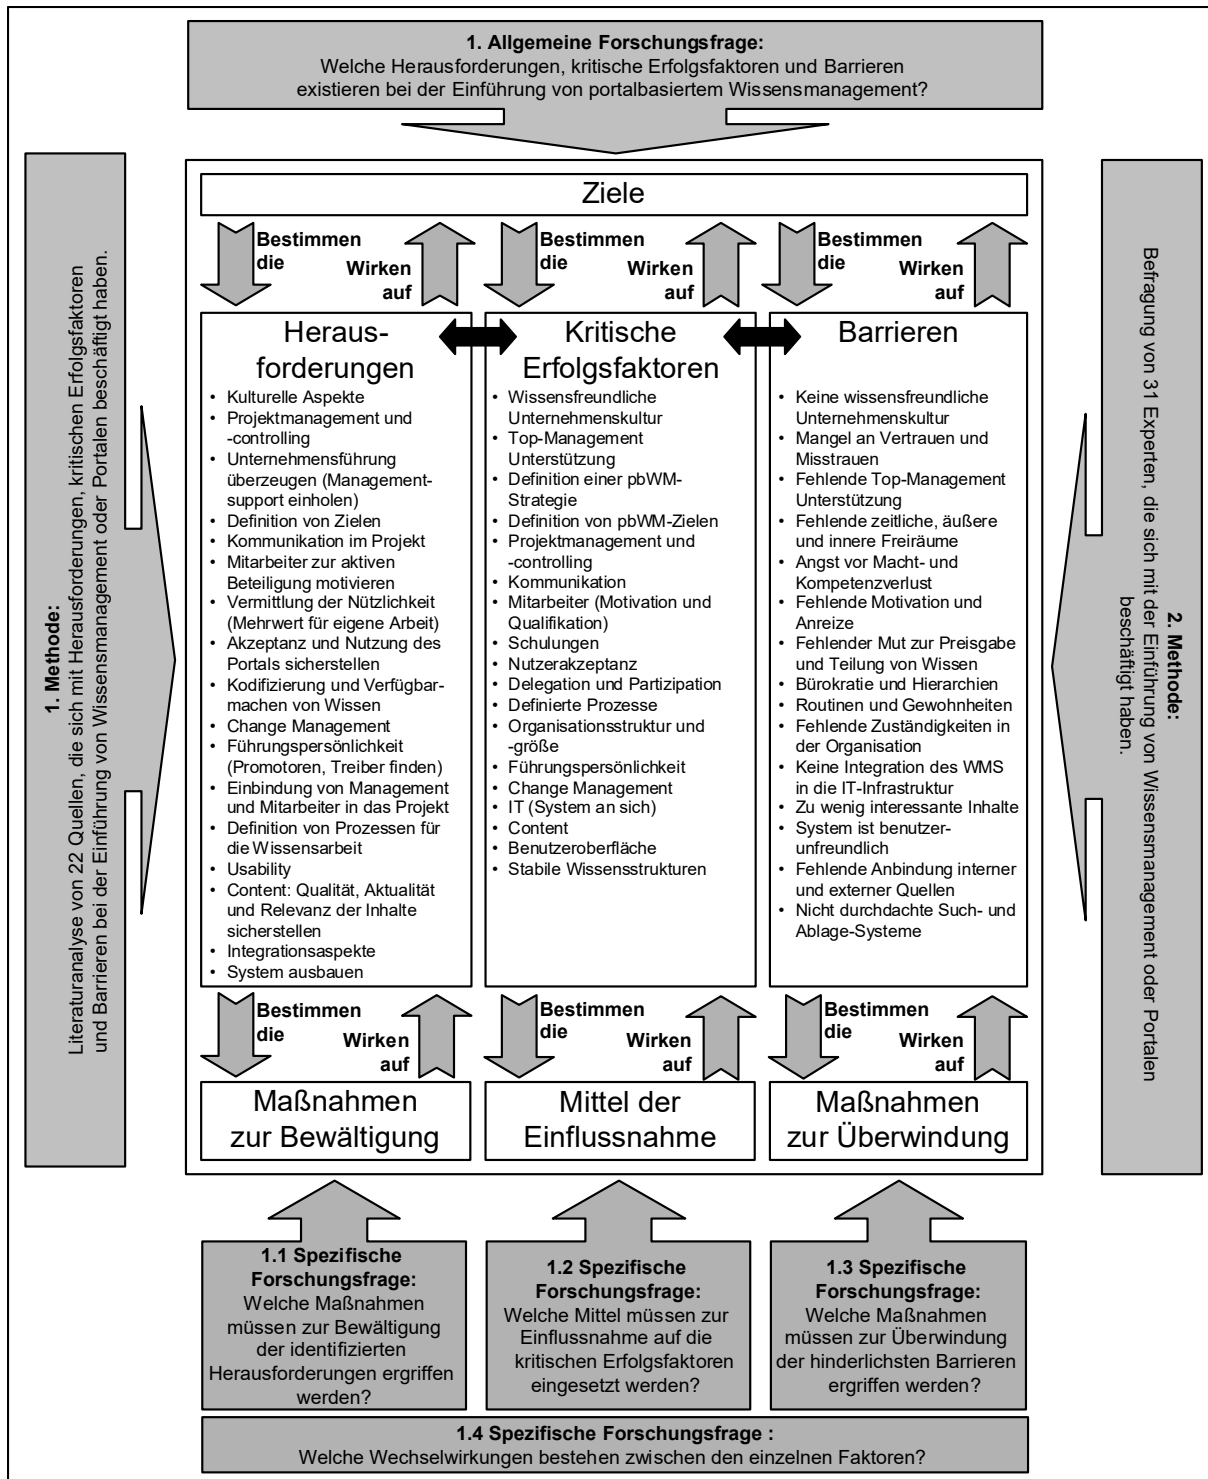 1. Allgemeine Forschungsfrage:
Welche Herausforderungen, kritische Erfolgsfaktoren und Barrieren
existieren bei der Einführung von portalbasiertem Wissensmanagement?
1. Methode:
Literaturanalyse von 22 Quellen, die sich mit Herausforderungen, kritischen Erfolgsfaktoren
und Barrieren bei der Einführung von Wissensmanagement oder Portalen beschäftigt haben.
Ziele
Bestimmen
die
Wirken
auf
Bestimmen
die
Wirken
auf
Bestimmen
die
Wirken
auf
Heraus-
forderungen
• Kulturelle Aspekte
• Projektmanagement und
-controlling
• Unternehmensführung
überzeugen (Management-
support einholen)
• Definition von Zielen
• Kommunikation im Projekt
• Mitarbeiter zur aktiven
Beteiligung motivieren
• Vermittlung der Nützlichkeit
(Mehrwert für eigene Arbeit)
• Akzeptanz und Nutzung des
Portals sicherstellen
• Kodifizierung und Verfügbar-
machen von Wissen
• Change Management
• Führungspersönlichkeit
(Promotoren, Treiber finden)
• Einbindung von Management
und Mitarbeiter in das Projekt
• Definition von Prozessen für
die Wissensarbeit
• Usability
• Content: Qualität, Aktualität
und Relevanz der Inhalte
sicherstellen
• Integrationsaspekte
• System ausbauen
Kritische
Erfolgsfaktoren
• Wissensfreundliche
Unternehmenskultur
• Top-Management
Unterstützung
• Definition einer pbWM-
Strategie
• Definition von pbWM-Zielen
• Projektmanagement und
-controlling
• Kommunikation
• Mitarbeiter (Motivation und
Qualifikation)
• Schulungen
• Nutzerakzeptanz
• Delegation und Partizipation
• Definierte Prozesse
• Organisationsstruktur und
-größe
• Führungspersönlichkeit
• Change Management
• IT (System an sich)
• Content
• Benutzeroberfläche
• Stabile Wissensstrukturen
Barrieren
• Keine wissensfreundliche
Unternehmenskultur
• Mangel an Vertrauen und
Misstrauen
• Fehlende Top-Management
Unterstützung
• Fehlende zeitliche, äußere
und innere Freiräume
• Angst vor Macht- und
Kompetenzverlust
• Fehlende Motivation und
Anreize
• Fehlender Mut zur Preisgabe
und Teilung von Wissen
• Bürokratie und Hierarchien
• Routinen und Gewohnheiten
• Fehlende Zuständigkeiten in
der Organisation
• Keine Integration des WMS
in die IT-Infrastruktur
• Zu wenig interessante Inhalte
• System ist benutzer-
unfreundlich
• Fehlende Anbindung interner
und externer Quellen
• Nicht durchdachte Such- und
Ablage-Systeme
Bestimmen
die
Wirken
auf
Bestimmen
die
Wirken
auf
Bestimmen
die
Wirken
auf
Maßnahmen
zur Bewältigung
Mittel der
Einflussnahme
Maßnahmen
zur Überwindung
2. Methode:
Befragung von 31 Experten, die sich mit der Einführung von Wissensmanagement oder Portalen
beschäftigt haben.
1.1 Spezifische
Forschungsfrage:
Welche Maßnahmen
müssen zur Bewältigung
der identifizierten
Herausforderungen ergriffen
werden?
1.2 Spezifische
Forschungsfrage:
Welche Mittel müssen zur
Einflussnahme auf die
kritischen Erfolgsfaktoren
eingesetzt werden?
1.3 Spezifische
Forschungsfrage:
Welche Maßnahmen
müssen zur Überwindung
der hinderlichsten Barrieren
ergriffen werden?
1.4 Spezifische Forschungsfrage :
Welche Wechselwirkungen bestehen zwischen den einzelnen Faktoren?